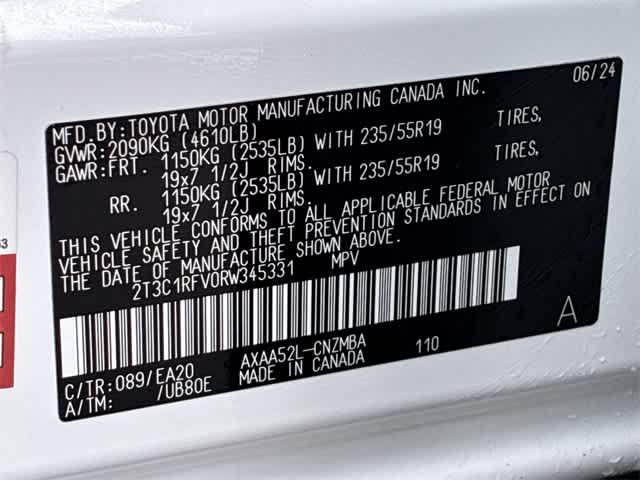 MFD.BY:TOYOTA MOTOR MANUFACTURING CANADA INC. 06/24
GVWR:2090KG (4610LB)
GAWR:FRT. 1150KG (2535LB) WITH 235/55R19 TIRES,
19x7 1/2J RIMS.
RR. 1150KG (2535LB) WITH 235/55R19 TIRES,
19x7 1/2J RIMS.
THIS VEHICLE CONFORMS TO ALL APPLICABLE FEDERAL MOTOR
VEHICLE SAFETY AND THEFT PREVENTION STANDARDS IN EFFECT ON
THE DATE OF MANUFACTURE SHOWN ABOVE.
2T3C1RFV0RW345331 MPV
A
C/TR:089/EA20 AXAA52L-CNZMBA 110
A/TM: /UB80E MADE IN CANADA